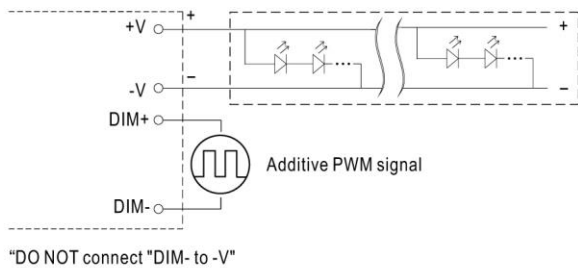 +V + +
-V − −
DIM+
Additive PWM signal
DIM-
"DO NOT connect "DIM- to -V"